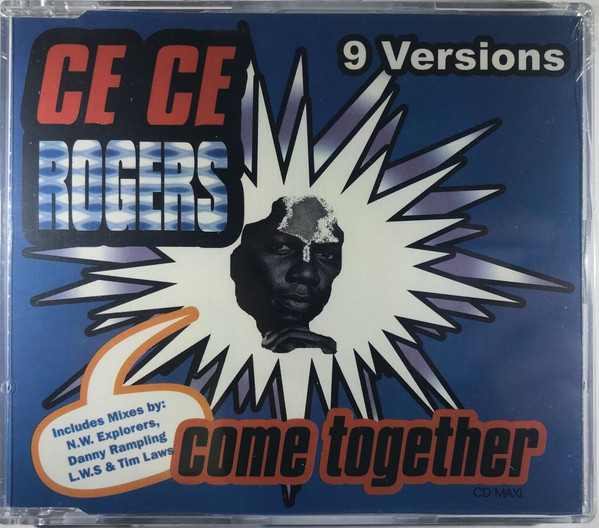 CE CE
ROGERS
9 Versions
Includes Mixes by:
N.W. Explorers,
Danny Rampling
L.W.S & Tim Laws
come together
CD MAXI